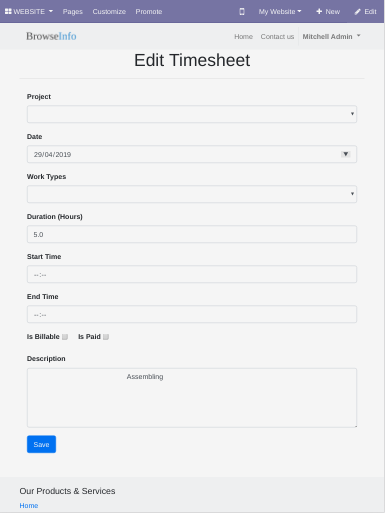 WEBSITE Pages Customize Promote My Website + New Edit
BrowseInfo Home Contact us Mitchell Admin
Edit Timesheet
Project
Date
29/04/2019
Work Types
Duration (Hours)
5.0
Start Time
--:--
End Time
--:--
Is Billable Is Paid
Description
Assembling
Save
Our Products & Services
Home